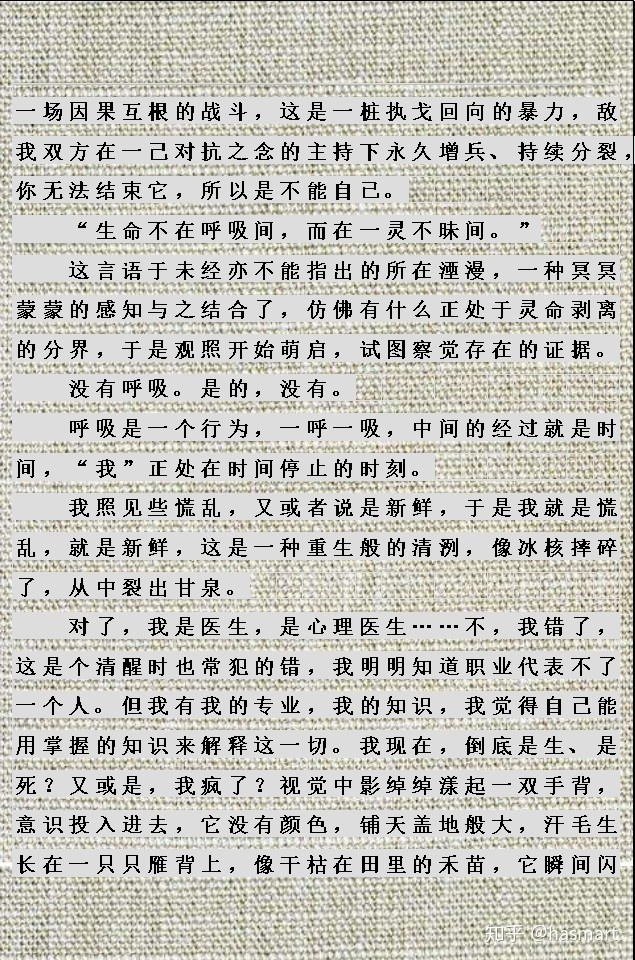 一场因果互根的战斗，这是一桩执戈回向的暴力，敌
我双方在一己对抗之念的主持下永久增兵、持续分裂，
你无法结束它，所以是不能自己。
“生命不在呼吸间，而在一灵不昧间。”
这言语于未经亦不能指出的所在湮漫，一种冥冥
蒙蒙的感知与之结合了，仿佛有什么正处于灵命剥离
的分界，于是观照开始萌启，试图察觉存在的证据。
没有呼吸。是的，没有。
呼吸是一个行为，一呼一吸，中间的经过就是时
间，“我”正处在时间停止的时刻。
我照见些慌乱，又或者说是新鲜，于是我就是慌
乱，就是新鲜，这是一种重生般的清冽，像冰核摔碎
了，从中裂出甘泉。
对了，我是医生，是心理医生……不，我错了，
这是个清醒时也常犯的错，我明明知道职业代表不了
一个人。但我有我的专业，我的知识，我觉得自己能
用掌握的知识来解释这一切。我现在，倒底是生、是
死？又或是，我疯了？视觉中影绰绰漾起一双手背，
意识投入进去，它没有颜色，铺天盖地般大，汗毛生
长在一只只雁背上，像干枯在田里的禾苗，它瞬间闪
知乎 @hasmart